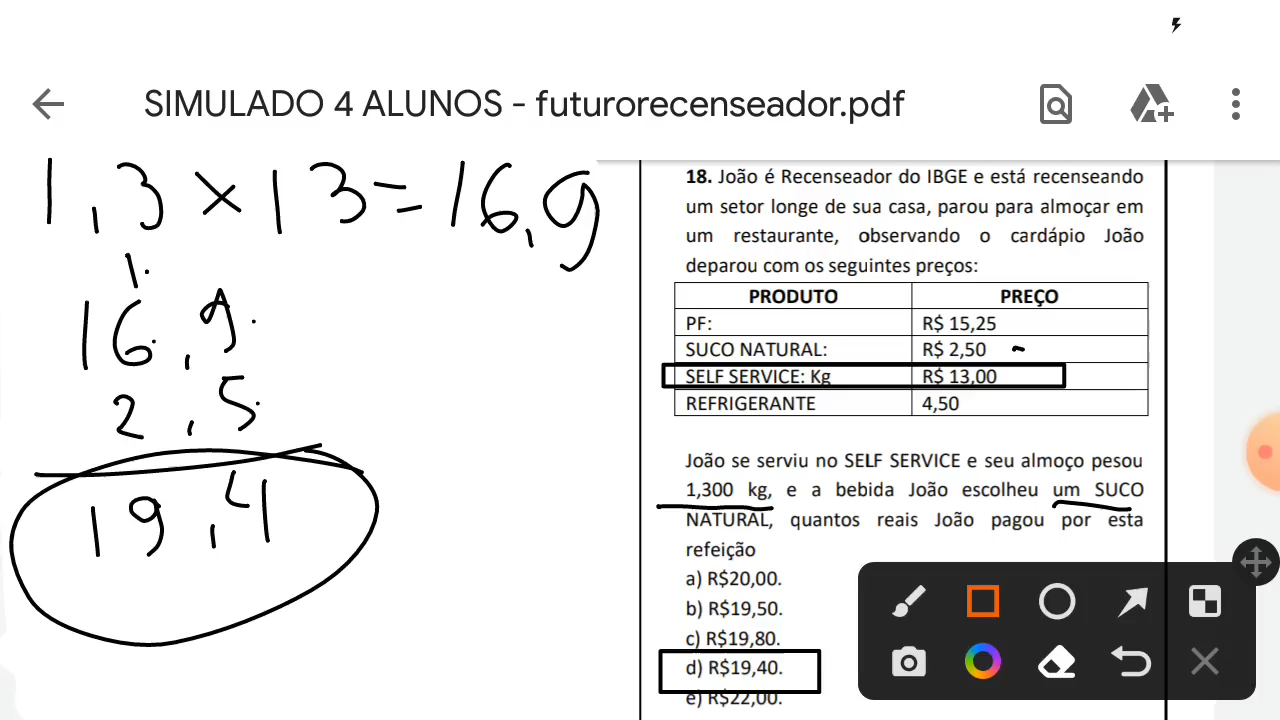 SIMULADO 4 ALUNOS - futurorecenseador.pdf
1,3 × 13 = 16,9
1
16,9
2,5
19,4
18. João é Recenseador do IBGE e está recenseando
um setor longe de sua casa, parou para almoçar em
um restaurante, observando o cardápio João
deparou com os seguintes preços:
PRODUTO PREÇO
PF: R$ 15,25
SUCO NATURAL: R$ 2,50
SELF SERVICE: Kg R$ 13,00
REFRIGERANTE 4,50
João se serviu no SELF SERVICE e seu almoço pesou
1,300 kg, e a bebida João escolheu um SUCO
NATURAL, quantos reais João pagou por esta
refeição
a) R$20,00.
b) R$19,50.
c) R$19,80.
d) R$19,40.
e) R$22,00.